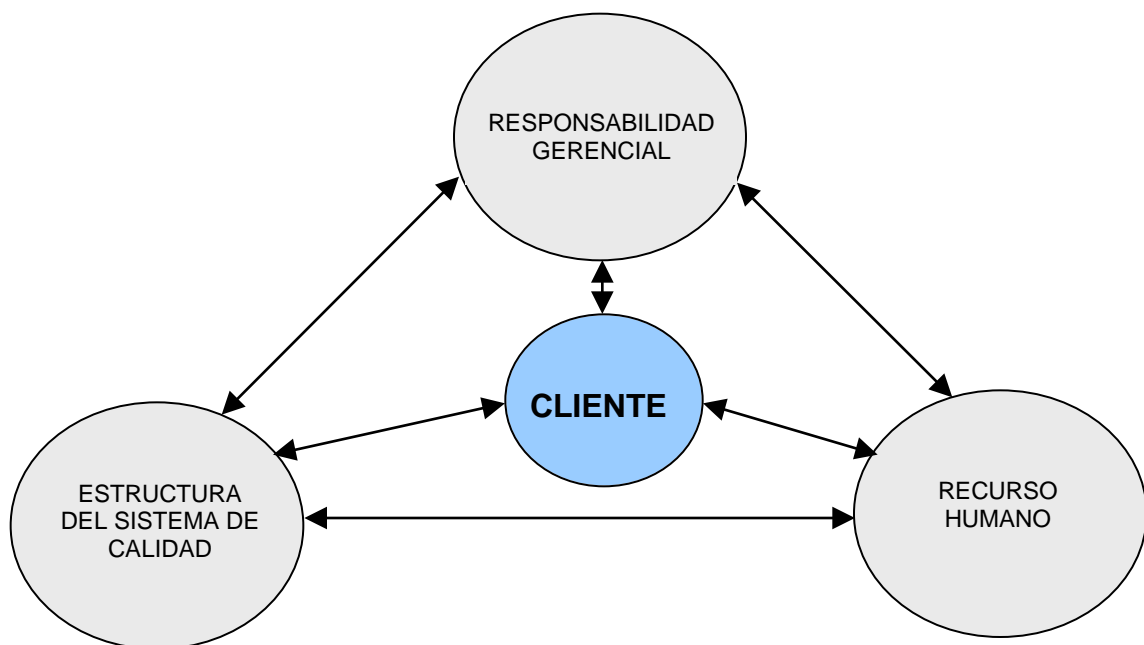 RESPONSABILIDAD
GERENCIAL
CLIENTE
ESTRUCTURA
DEL SISTEMA DE
CALIDAD
RECURSO
HUMANO